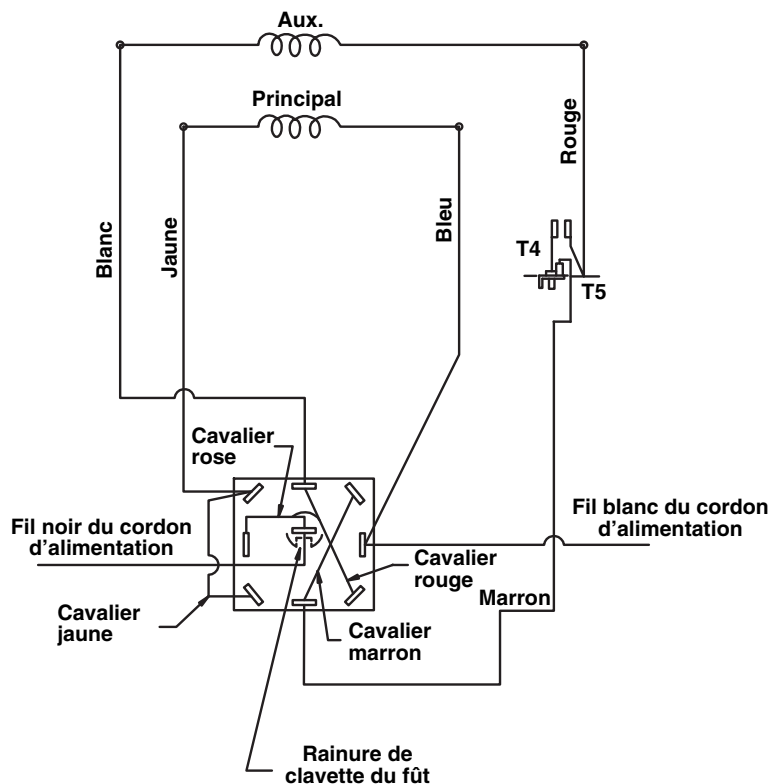 Aux.
Principal
Rouge
Blanc
Jaune
Bleu
T4
T5
Cavalier
rose
Fil noir du cordon
d’alimentation
Fil blanc du cordon
d’alimentation
Cavalier
rouge
Marron
Cavalier
jaune
Cavalier
marron
Rainure de
clavette du fût